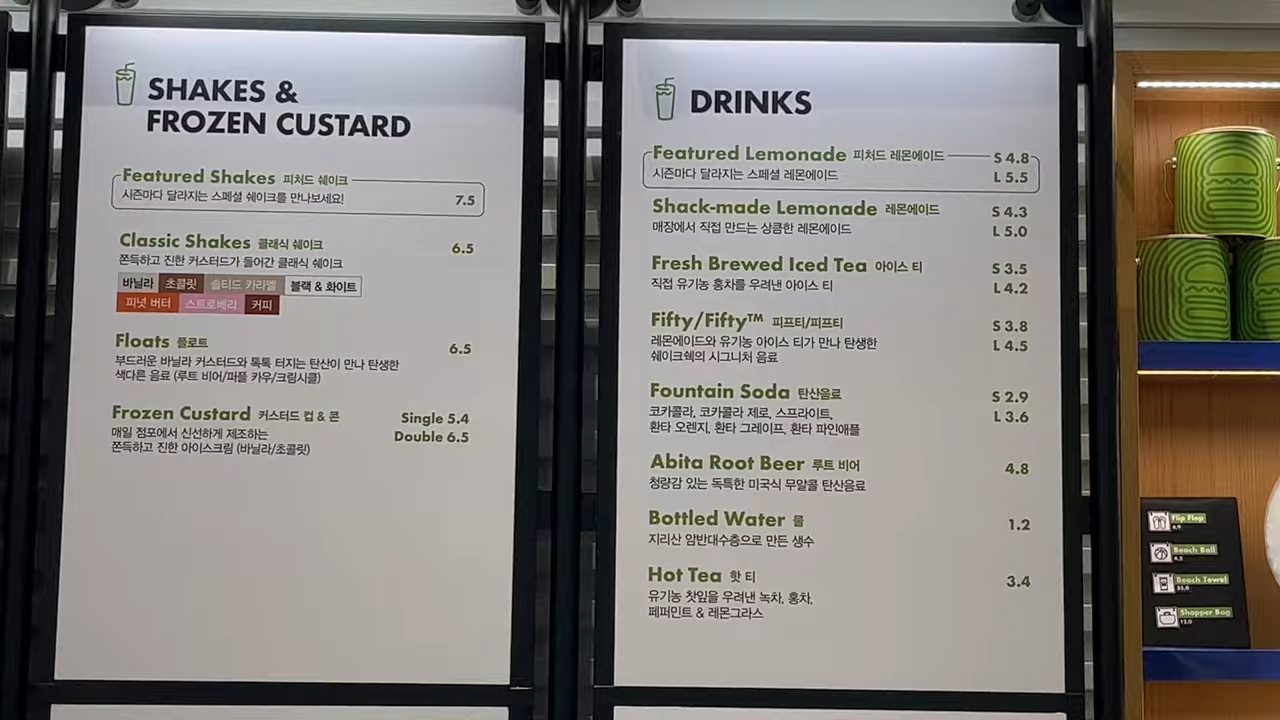 SHAKES &
FROZEN CUSTARD
Featured Shakes 피처드 쉐이크
시즌마다 달라지는 스페셜 쉐이크를 만나보세요! 7.5
Classic Shakes 클래식 쉐이크 6.5
쫀득하고 진한 커스터드가 들어간 클래식 쉐이크
바닐라 초콜릿 솔티드 카라멜 블랙 & 화이트
피넛 버터 스트로베리 커피
Floats 플로트 6.5
부드러운 바닐라 커스터드와 톡톡 터지는 탄산이 만나 탄생한
색다른 음료 (루트 비어/퍼플 카우/크림시클)
Frozen Custard 커스터드 컵 & 콘 Single 5.4
매일 점포에서 신선하게 제조하는 Double 6.5
쫀득하고 진한 아이스크림 (바닐라/초콜릿)
DRINKS
Featured Lemonade 피처드 레몬에이드 S 4.8
시즌마다 달라지는 스페셜 레몬에이드 L 5.5
Shack-made Lemonade 레몬에이드 S 4.3
매장에서 직접 만드는 상큼한 레몬에이드 L 5.0
Fresh Brewed Iced Tea 아이스 티 S 3.5
직접 유기농 홍차를 우려낸 아이스 티 L 4.2
Fifty/Fifty™ 피프티/피프티 S 3.8
레몬에이드와 유기농 아이스 티가 만나 탄생한 L 4.5
쉐이크쉑의 시그니처 음료
Fountain Soda 탄산음료 S 2.9
코카콜라, 코카콜라 제로, 스프라이트, L 3.6
환타 오렌지, 환타 그레이프, 환타 파인애플
Abita Root Beer 루트 비어 4.8
청량감 있는 독특한 미국식 무알콜 탄산음료
Bottled Water 물 1.2
지리산 암반대수층으로 만든 생수
Hot Tea 핫 티 3.4
유기농 찻잎을 우려낸 녹차, 홍차,
페퍼민트 & 레몬그라스
Flip Flop
Beach Ball
Beach Towel
Shopper Bag
12.0